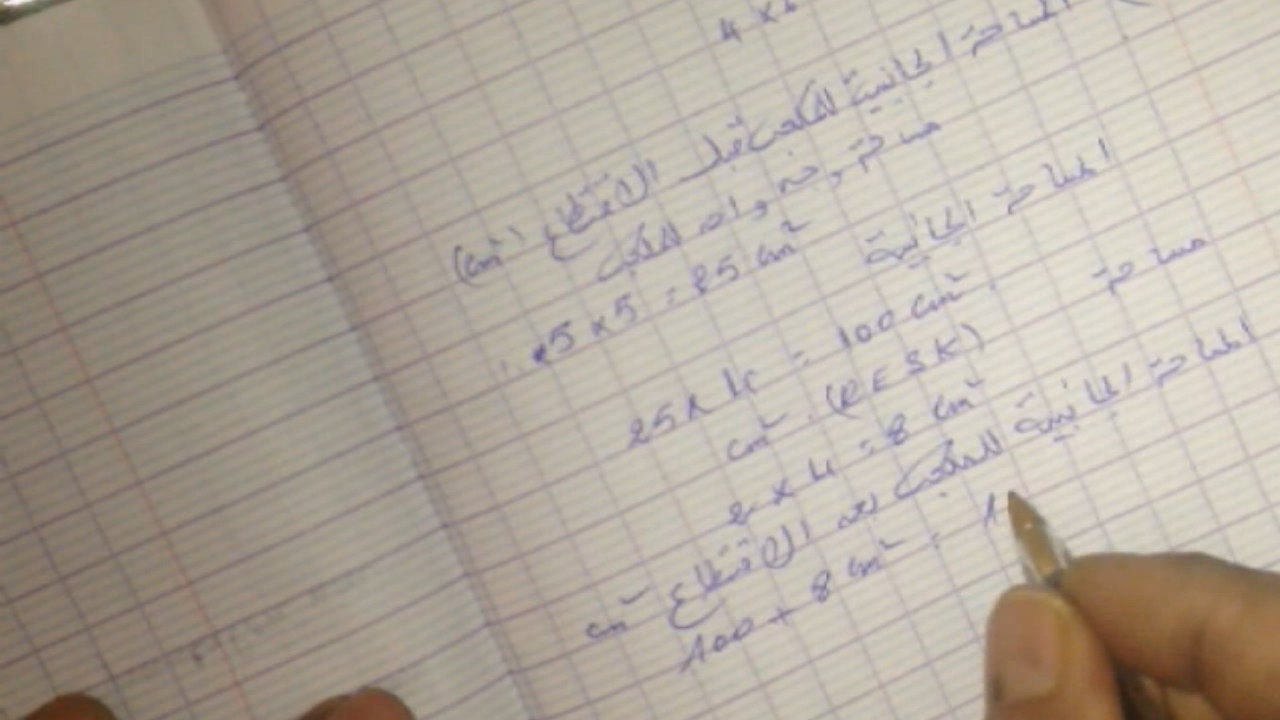 4 x
المساحة الجانبية للمكعب قبل الاقتطاع (cm²)
مساحة وجه واحد للمكعب
5 x 5 = 25 cm²
المساحة الجانبية
25 x 4 = 100 cm².
مساحة
(RESK) cm²
2 x 4 = 8 cm²
المساحة الجانبية للمكعب بعد الاقتطاع cm²
100 + 8 cm² = 1